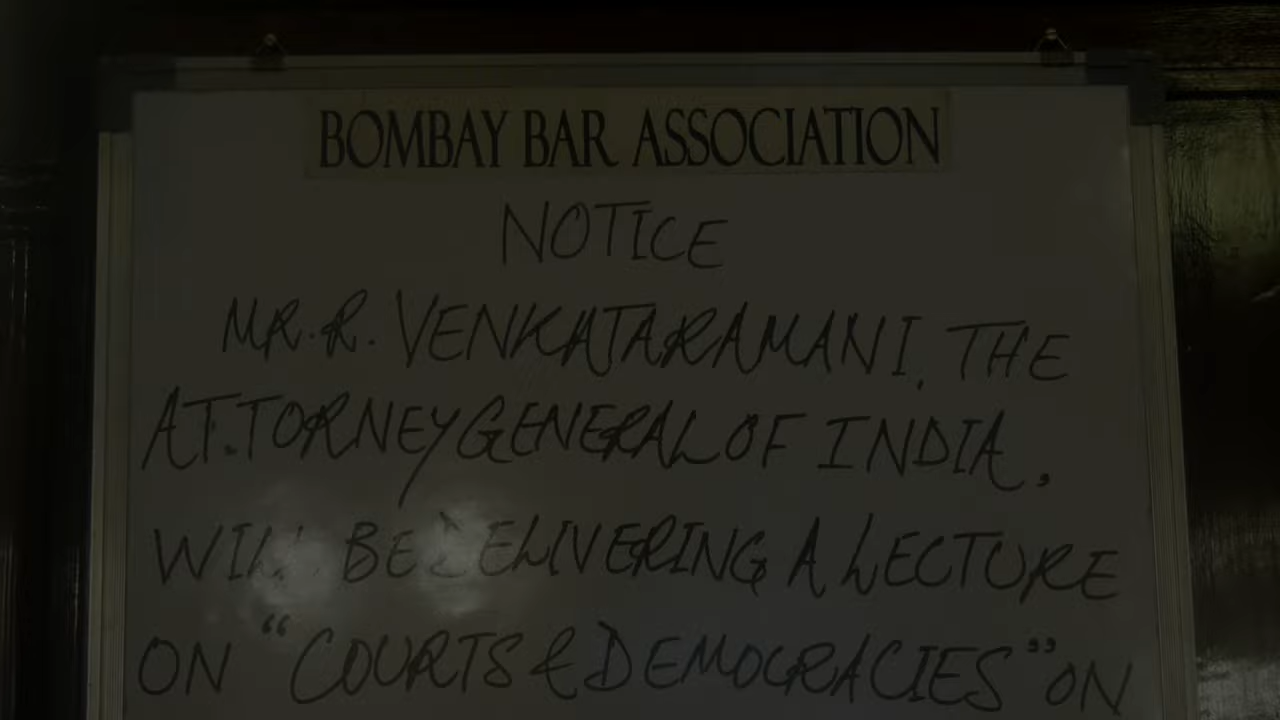 BOMBAY BAR ASSOCIATION
NOTICE
MR. R. VENKATARAMANI, THE
ATTORNEY GENERAL OF INDIA,
WILL BE DELIVERING A LECTURE
ON "COURTS & DEMOCRACIES" ON